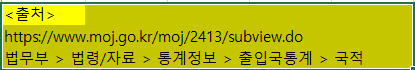 <출처>
https://www.moj.go.kr/moj/2413/subview.do
법무부 > 법령/자료 > 통계정보 > 출입국통계 > 국적